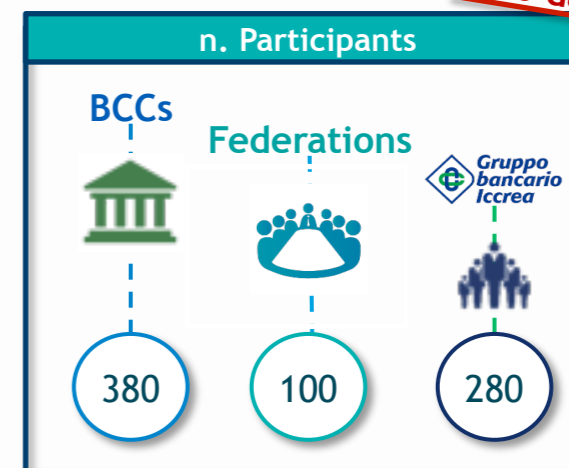 n. Participants
BCCs
Federations
Gruppo
bancario
Iccrea
380
100
280